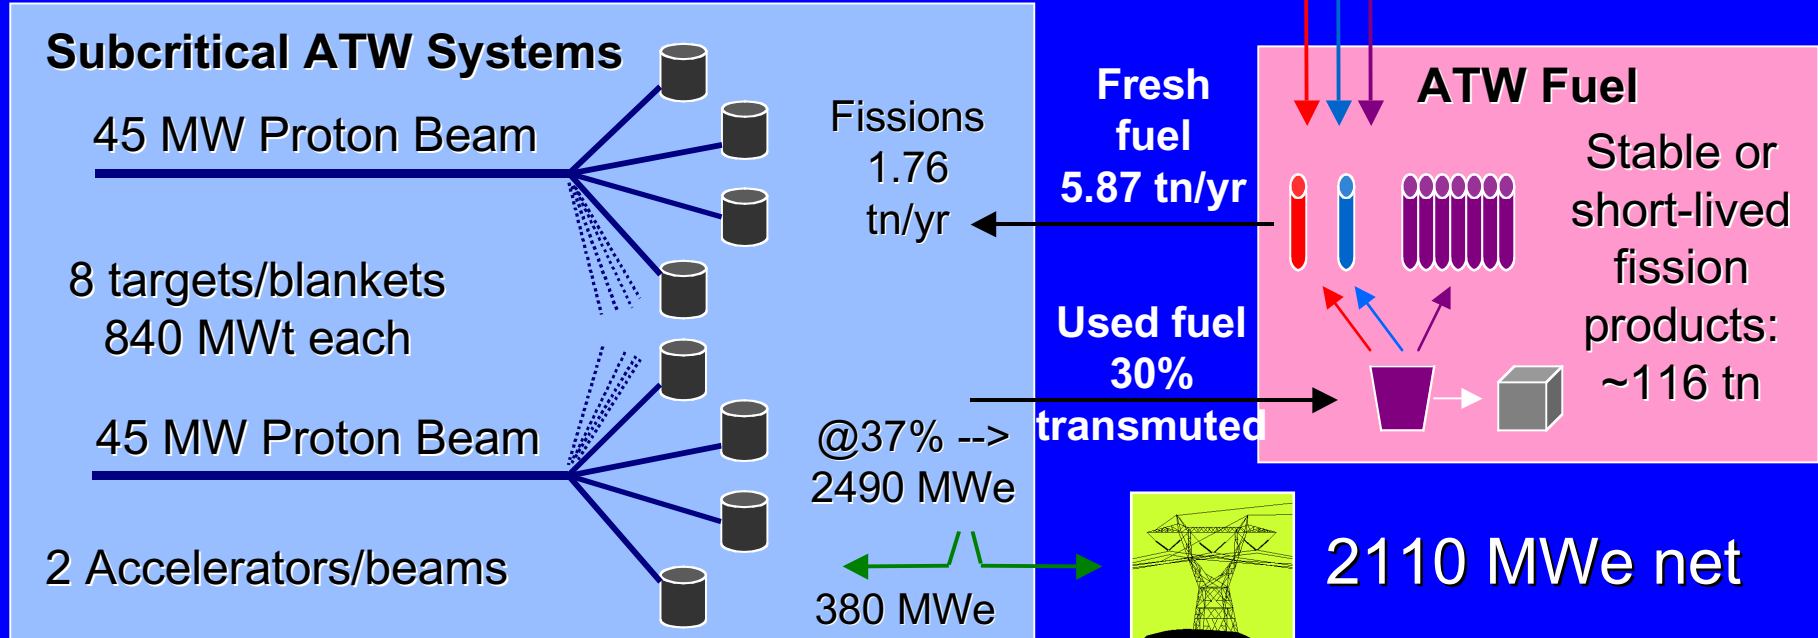 Subcritical ATW Systems
45 MW Proton Beam
8 targets/blankets
840 MWt each
45 MW Proton Beam
2 Accelerators/beams
Fissions
1.76
tn/yr
@37% -->
2490 MWe
380 MWe
Fresh
fuel
5.87 tn/yr
Used fuel
30%
transmuted
ATW Fuel
Stable or
short-lived
fission
products:
~116 tn
2110 MWe net